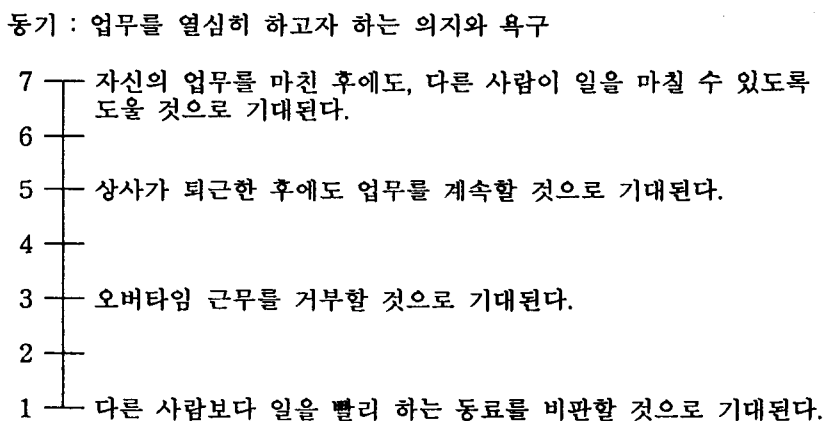 동기 : 업무를 열심히 하고자 하는 의지와 욕구
7 자신의 업무를 마친 후에도, 다른 사람이 일을 마칠 수 있도록
도울 것으로 기대된다.
6
5 상사가 퇴근한 후에도 업무를 계속할 것으로 기대된다.
4
3 오버타임 근무를 거부할 것으로 기대된다.
2
1 다른 사람보다 일을 빨리 하는 동료를 비판할 것으로 기대된다.